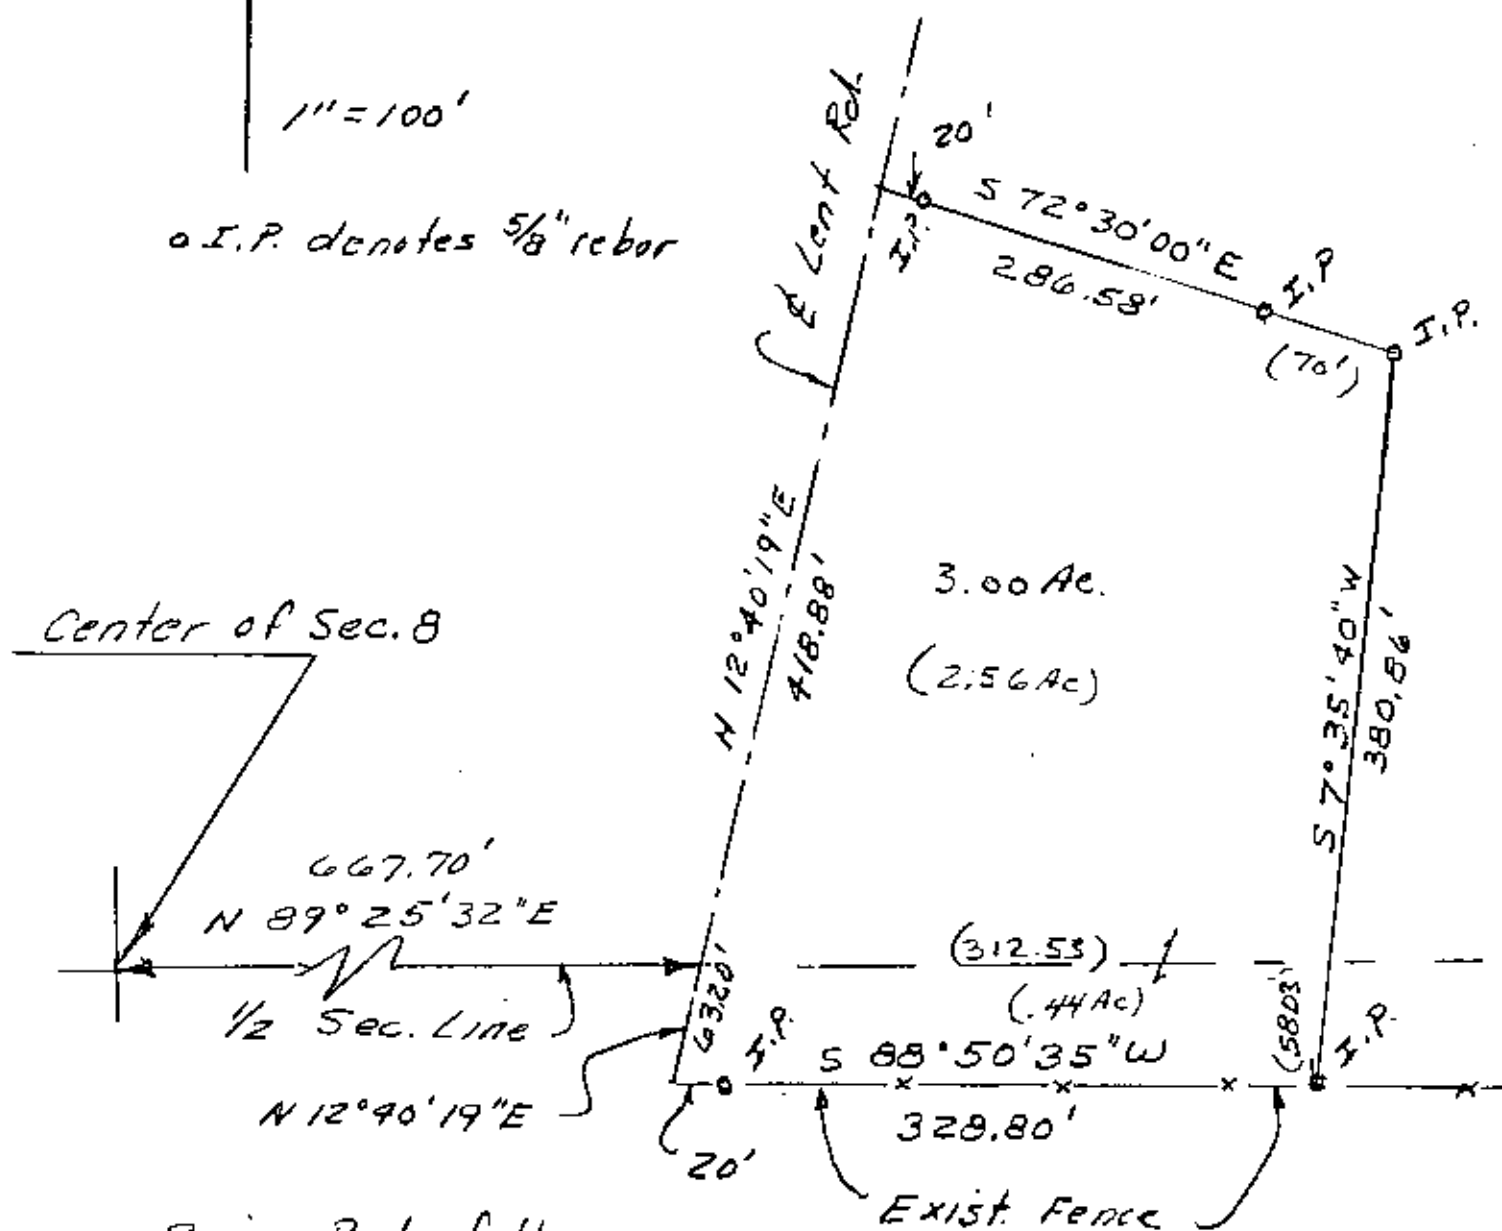 1"=100'
o I.P. denotes 5/8" rebar
℄ Lent Rd.
20'
I.P.
S 72°30'00" E
286.58'
I.P
(70')
I.P.
N 12°40'19"E
418.88'
3.00 Ac.
(2.56 Ac)
S 7°35'40" W
380.86'
Center of Sec. 8
667.70'
N 89°25'32"E
1/2 Sec. Line
63.20'
(312.53)
(.44 Ac)
(58.03')
I.P.
S 88°50'35" W
I.P.
N 12°40'19"E
20'
328.80'
Exist. Fence